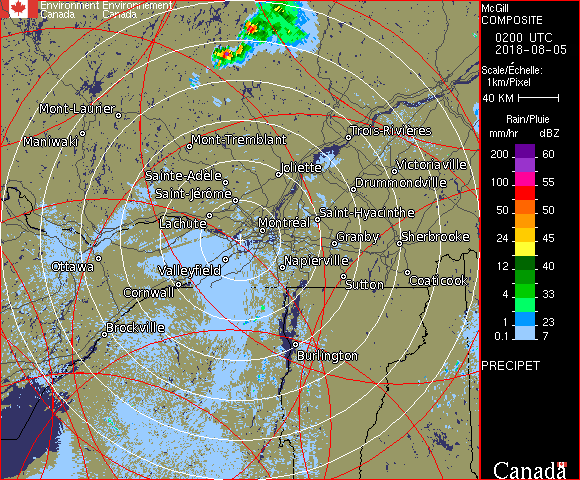 Environment Environnement
Canada Canada
Mont-Laurier
Maniwaki
Mont-Tremblant
Trois-Rivières
Joliette
Victoriaville
Sainte-Adèle
Drummondville
Saint-Jérôme
Saint-Hyacinthe
Lachute
Montréal
Granby
Sherbrooke
Ottawa
Valleyfield
Napierville
Cornwall
Sutton
Coaticook
Brockville
Burlington
McGill
COMPOSITE
0200 UTC
2018-08-05
Scale/Échelle:
1km/Pixel
40 KM
Rain/Pluie
mm/hr dBZ
200 60
100 55
50 50
24 45
12 40
4 33
1 23
0.1 7
PRECIPET
Canada